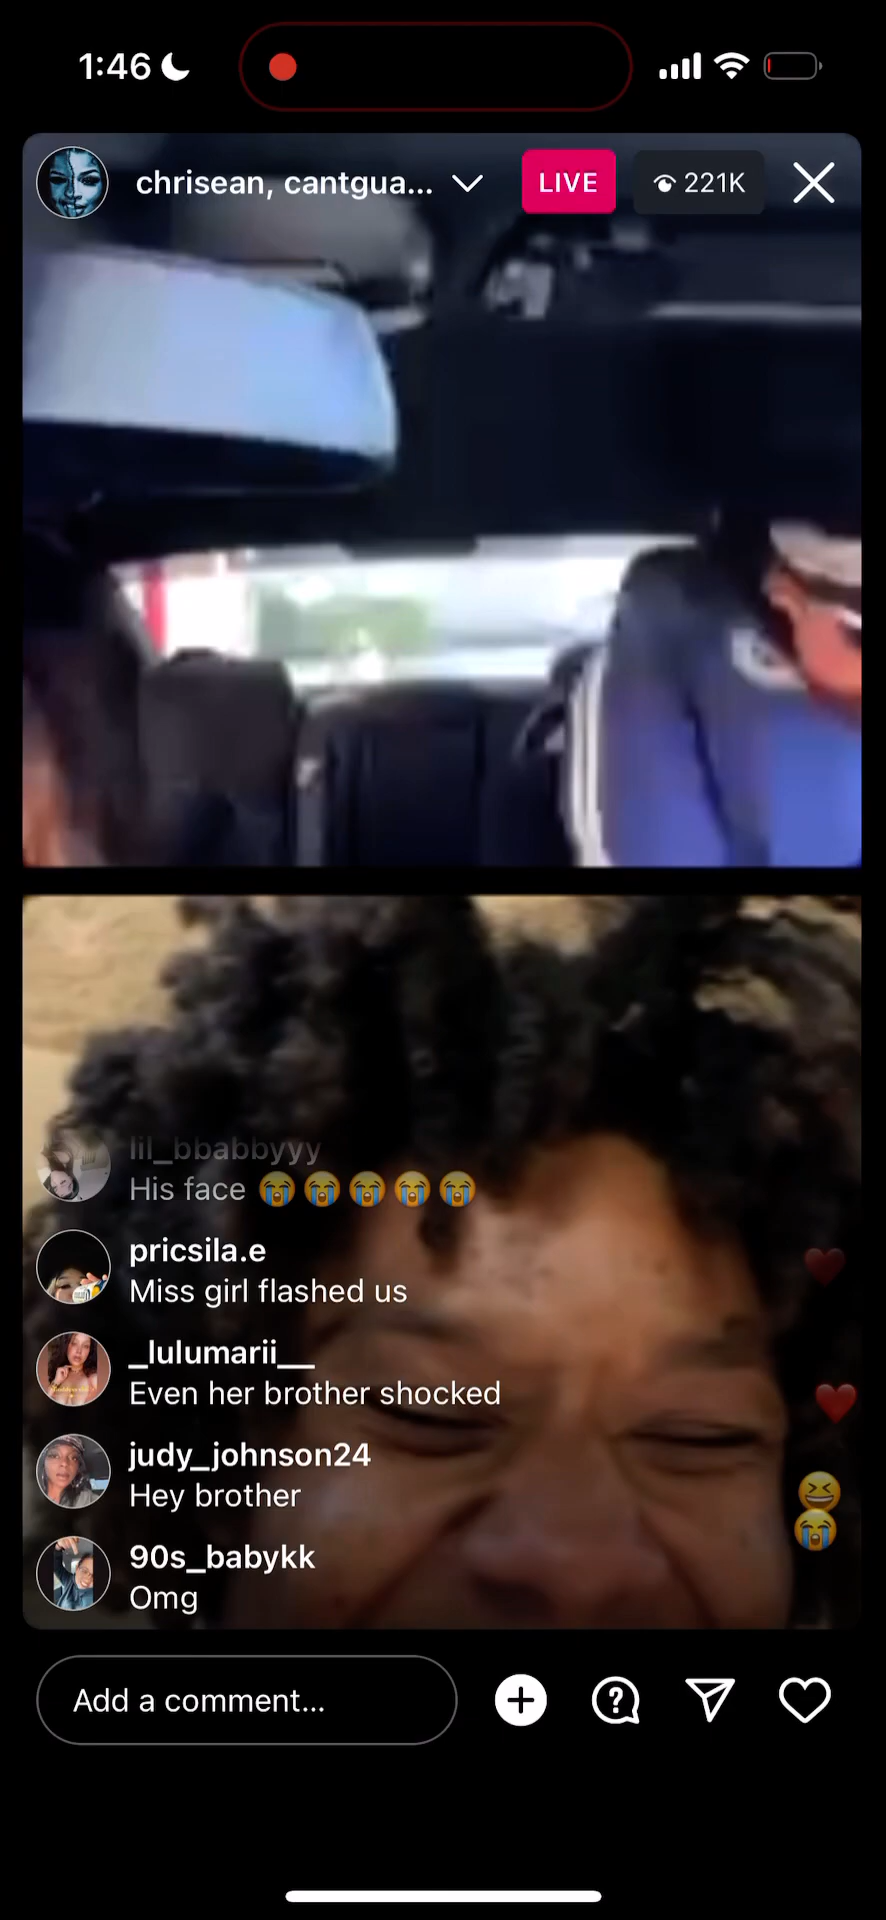 1:46
chrisean, cantgua...
LIVE
221K
lil_bbabbyyy
His face 😭😭😭😭😭
pricsila.e
Miss girl flashed us
_lulumarii__
Even her brother shocked
judy_johnson24
Hey brother
90s_babykk
Omg
Add a comment...